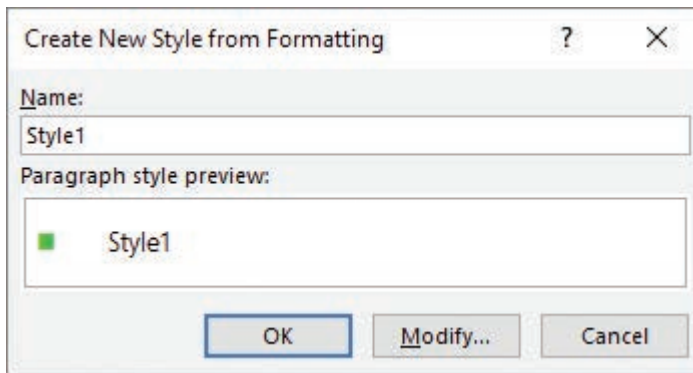 Create New Style from Formatting ? ×
Name:
Style1
Paragraph style preview:
Style1
OK Modify... Cancel